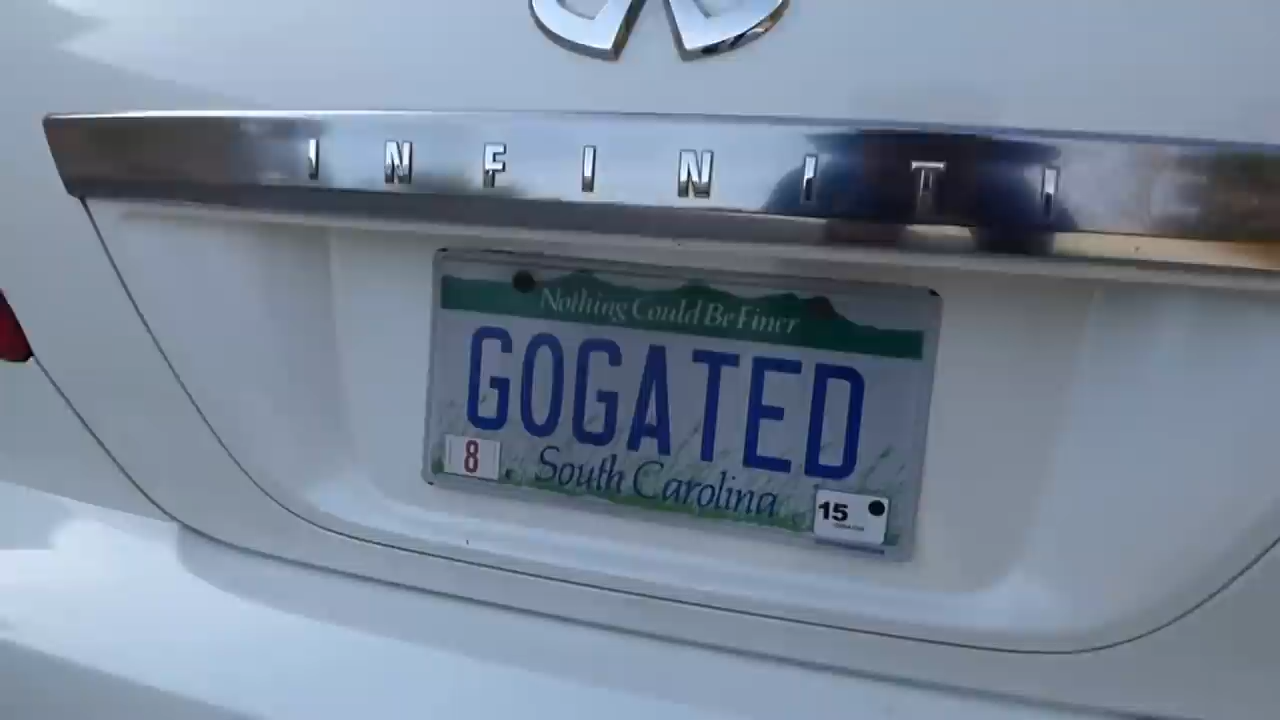 INFINITI
Nothing Could Be Finer
GOGATED
8
South Carolina
15